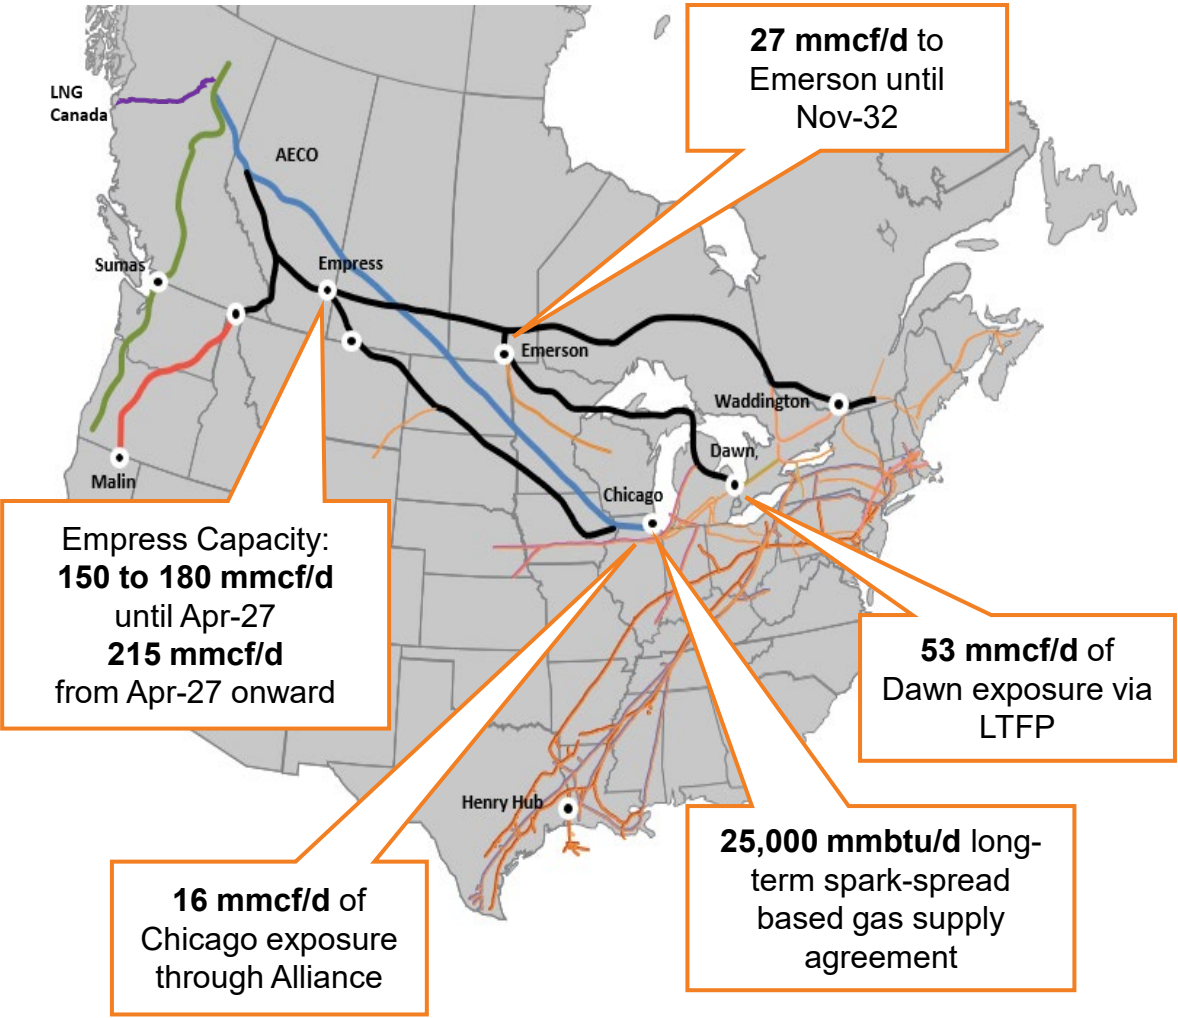 27 mmcf/d to
Emerson until
Nov-32
LNG
Canada
AECO
Sumas
Empress
Emerson
Waddington
Dawn,
Malin
Chicago
Empress Capacity:
150 to 180 mmcf/d
until Apr-27
215 mmcf/d
from Apr-27 onward
53 mmcf/d of
Dawn exposure via
LTFP
Henry Hub
25,000 mmbtu/d long-
term spark-spread
based gas supply
agreement
16 mmcf/d of
Chicago exposure
through Alliance